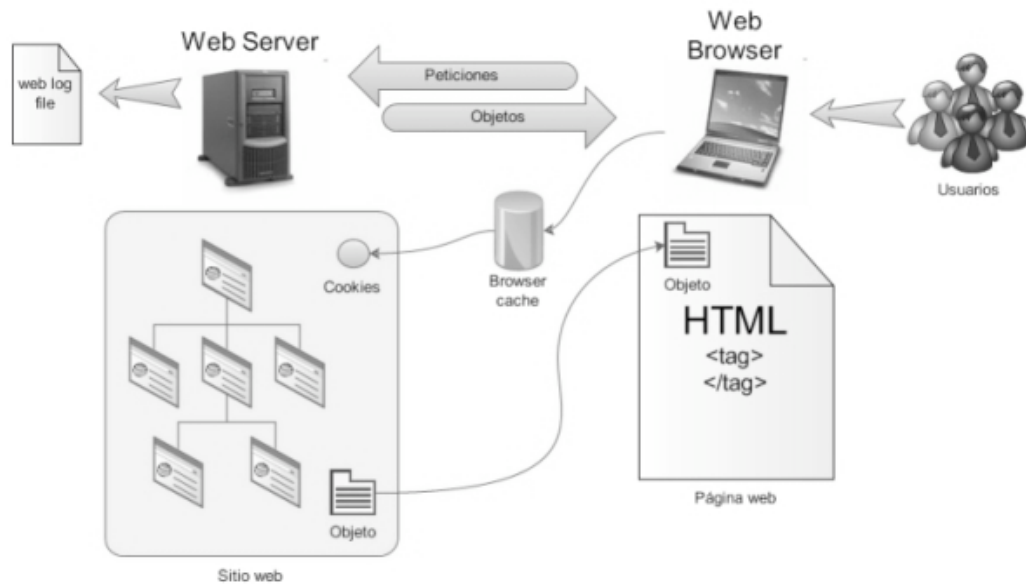 Web Server
Web
Browser
web log
file
Peticiones
Objetos
Usuarios
Cookies
Browser
cache
Objeto
HTML
<tag>
</tag>
Objeto
Página web
Sitio web